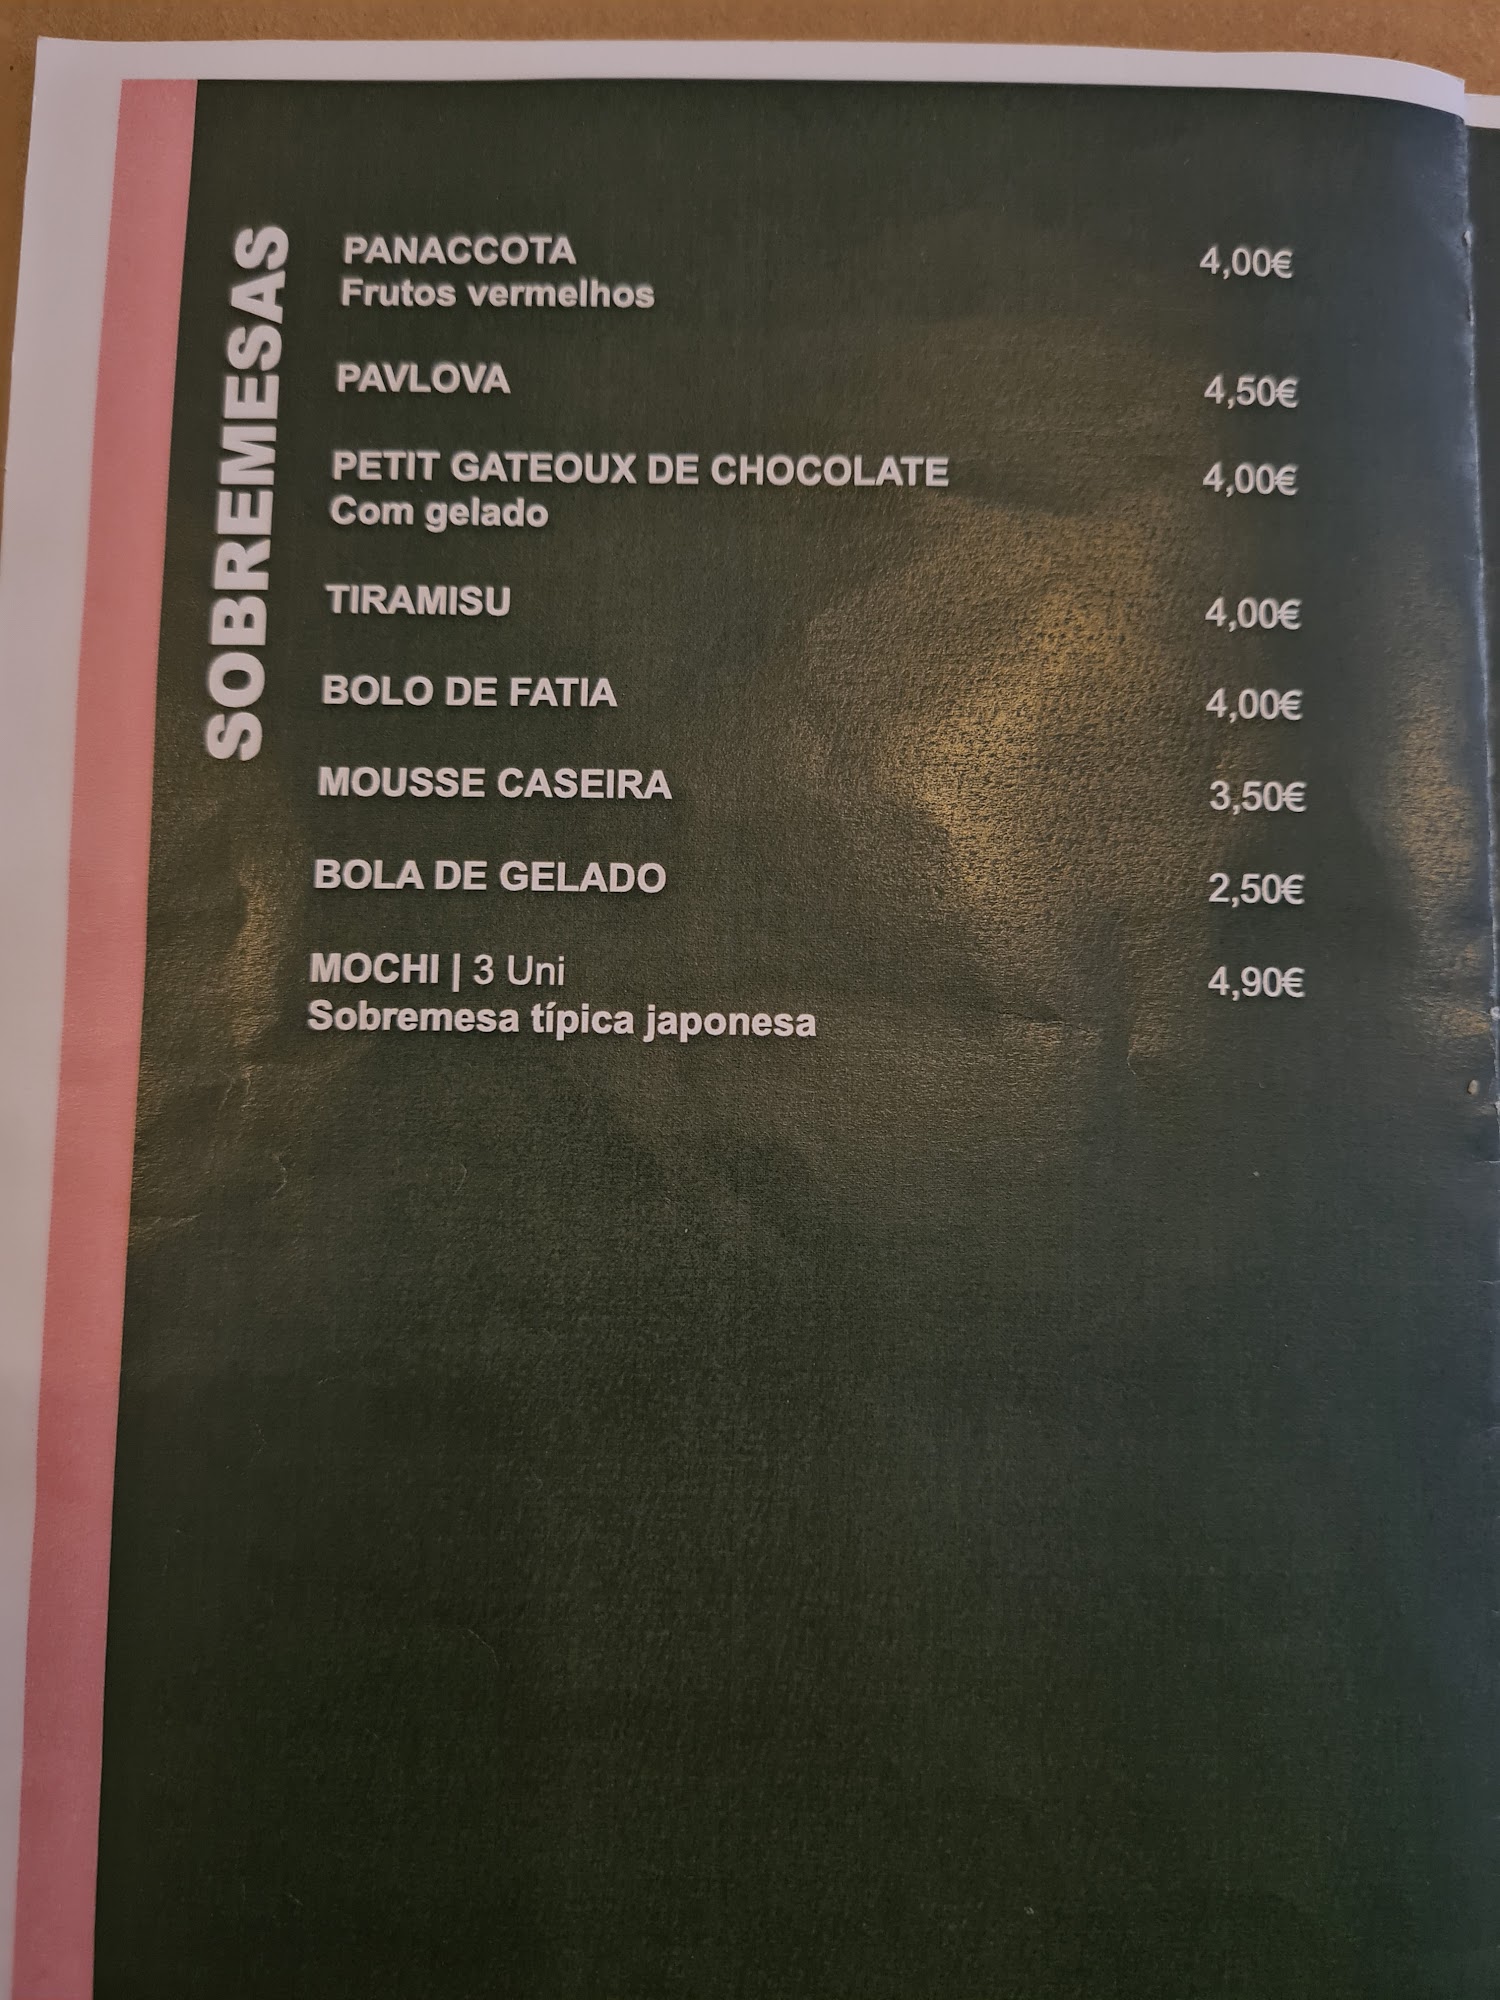 SOBREMESAS
PANACCOTA 4,00€
Frutos vermelhos
PAVLOVA 4,50€
PETIT GATEOUX DE CHOCOLATE 4,00€
Com gelado
TIRAMISU 4,00€
BOLO DE FATIA 4,00€
MOUSSE CASEIRA 3,50€
BOLA DE GELADO 2,50€
MOCHI | 3 Uni 4,90€
Sobremesa típica japonesa